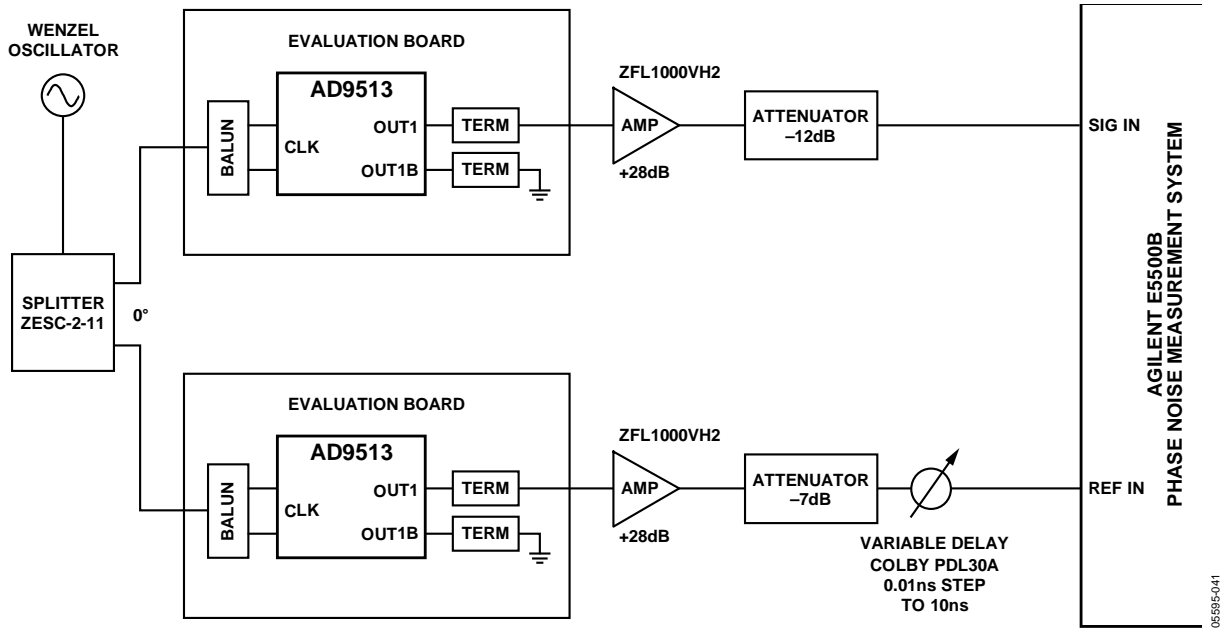 WENZEL
OSCILLATOR
SPLITTER
ZESC-2-11
0°
EVALUATION BOARD
BALUN
AD9513
CLK
OUT1
OUT1B
TERM
TERM
ZFL1000VH2
AMP
+28dB
ATTENUATOR
–12dB
SIG IN
EVALUATION BOARD
BALUN
AD9513
CLK
OUT1
OUT1B
TERM
TERM
ZFL1000VH2
AMP
+28dB
ATTENUATOR
–7dB
VARIABLE DELAY
COLBY PDL30A
0.01ns STEP
TO 10ns
REF IN
AGILENT E5500B
PHASE NOISE MEASUREMENT SYSTEM
05595-041